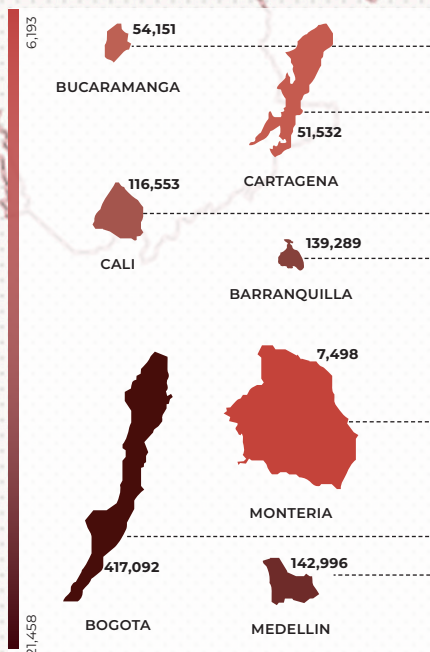 6,193
54,151
BUCARAMANGA
51,532
CARTAGENA
116,553
CALI
139,289
BARRANQUILLA
7,498
MONTERIA
417,092
BOGOTA
142,996
MEDELLIN